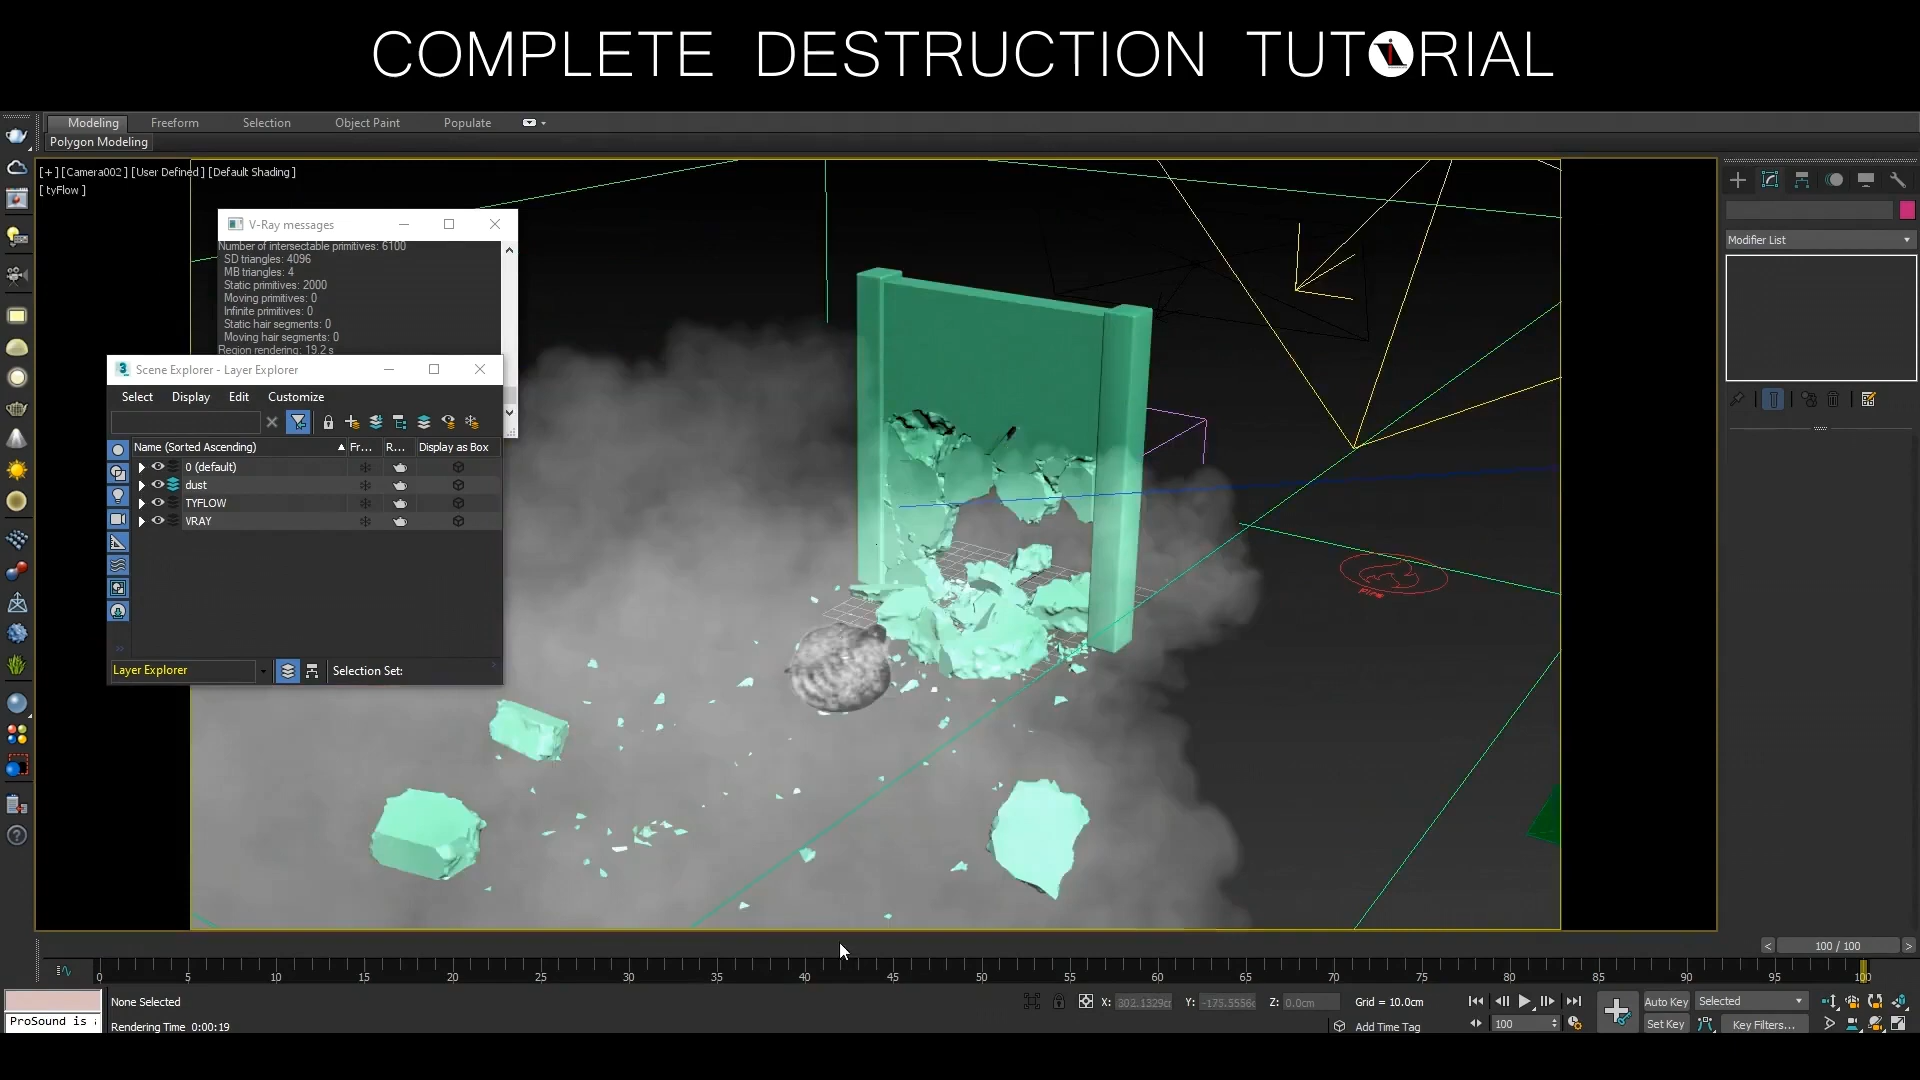 COMPLETE DESTRUCTION TUTORIAL
Modeling Freeform Selection Object Paint Populate
Polygon Modeling
[+] [Camera002] [User Defined] [Default Shading]
[ tyFlow ]
V-Ray messages
Number of intersectable primitives: 6100
SD triangles: 4096
MB triangles: 4
Static primitives: 2000
Moving primitives: 0
Infinite primitives: 0
Static hair segments: 0
Moving hair segments: 0
Region rendering: 19.2 s
Modifier List
3 Scene Explorer - Layer Explorer
Select Display Edit Customize
Name (Sorted Ascending) Fr... R... Display as Box
0 (default)
dust
TYFLOW
VRAY
Layer Explorer Selection Set:
< 100 / 100 >
0 5 10 15 20 25 30 35 40 45 50 55 60 65 70 75 80 85 90 95 100
None Selected X: Y: Z: 0.0cm Grid = 10.0cm Auto Key Selected
ProSound is
Rendering Time 0:00:19 Add Time Tag 100 Set Key Key Filters...